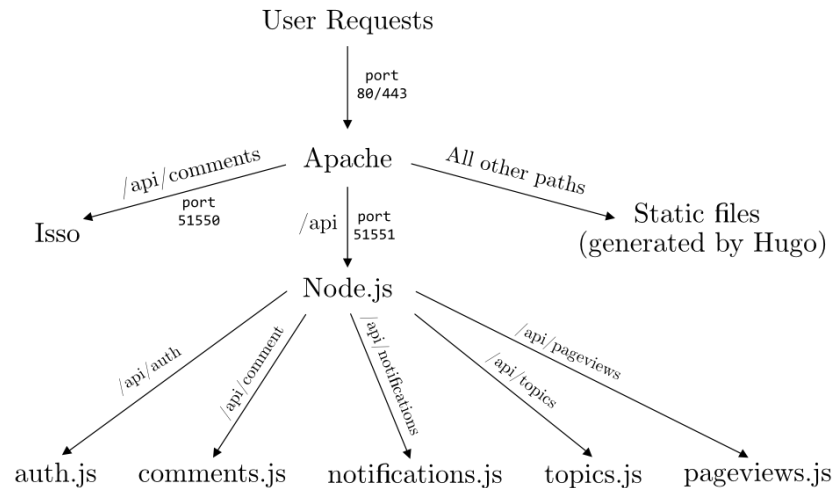 User Requests
port
80/443
Apache
/api/comments
port
51550
All other paths
Isso
/api
port
51551
Static files
(generated by Hugo)
Node.js
/api/auth
/api/comment
/api/notifications
/api/topics
/api/pageviews
auth.js
comments.js
notifications.js
topics.js
pageviews.js